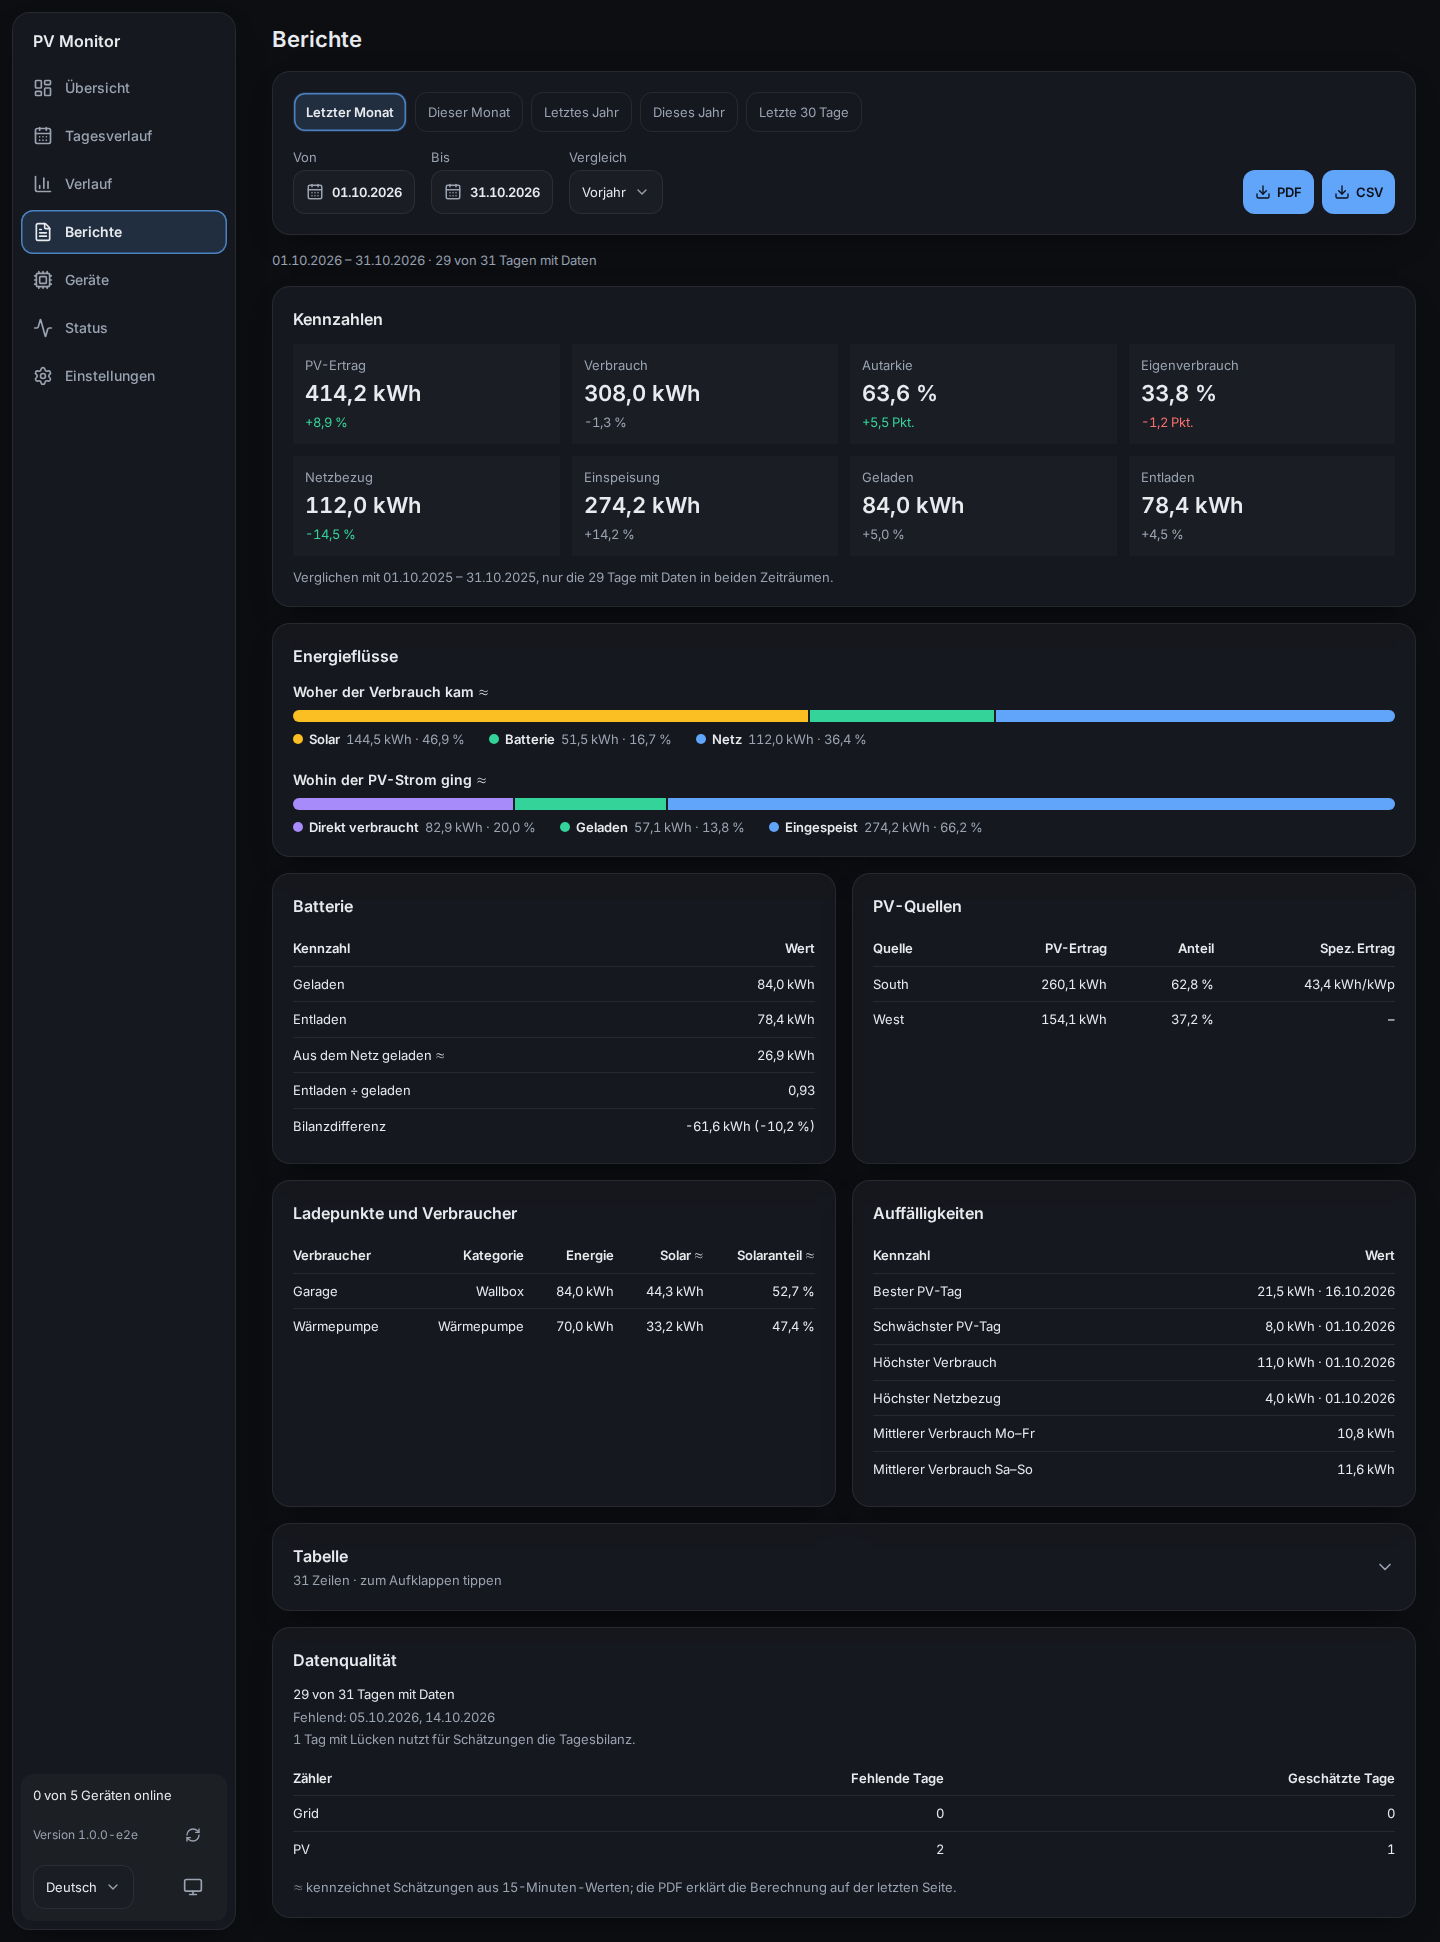 PV Monitor
Übersicht
Tagesverlauf
Verlauf
Berichte
Geräte
Status
Einstellungen
0 von 5 Geräten online
Version 1.0.0-e2e
Deutsch
Berichte
Letzter Monat Dieser Monat Letztes Jahr Dieses Jahr Letzte 30 Tage
Von Bis Vergleich
01.10.2026 31.10.2026 Vorjahr PDF CSV
01.10.2026 – 31.10.2026 · 29 von 31 Tagen mit Daten
Kennzahlen
PV-Ertrag Verbrauch Autarkie Eigenverbrauch
414,2 kWh 308,0 kWh 63,6 % 33,8 %
+8,9 % -1,3 % +5,5 Pkt. -1,2 Pkt.
Netzbezug Einspeisung Geladen Entladen
112,0 kWh 274,2 kWh 84,0 kWh 78,4 kWh
-14,5 % +14,2 % +5,0 % +4,5 %
Verglichen mit 01.10.2025 – 31.10.2025, nur die 29 Tage mit Daten in beiden Zeiträumen.
Energieflüsse
Woher der Verbrauch kam ≈
Solar 144,5 kWh · 46,9 % Batterie 51,5 kWh · 16,7 % Netz 112,0 kWh · 36,4 %
Wohin der PV-Strom ging ≈
Direkt verbraucht 82,9 kWh · 20,0 % Geladen 57,1 kWh · 13,8 % Eingespeist 274,2 kWh · 66,2 %
Batterie
Kennzahl Wert
Geladen 84,0 kWh
Entladen 78,4 kWh
Aus dem Netz geladen ≈ 26,9 kWh
Entladen ÷ geladen 0,93
Bilanzdifferenz -61,6 kWh (-10,2 %)
PV-Quellen
Quelle PV-Ertrag Anteil Spez. Ertrag
South 260,1 kWh 62,8 % 43,4 kWh/kWp
West 154,1 kWh 37,2 % –
Ladepunkte und Verbraucher
Verbraucher Kategorie Energie Solar ≈ Solaranteil ≈
Garage Wallbox 84,0 kWh 44,3 kWh 52,7 %
Wärmepumpe Wärmepumpe 70,0 kWh 33,2 kWh 47,4 %
Auffälligkeiten
Kennzahl Wert
Bester PV-Tag 21,5 kWh · 16.10.2026
Schwächster PV-Tag 8,0 kWh · 01.10.2026
Höchster Verbrauch 11,0 kWh · 01.10.2026
Höchster Netzbezug 4,0 kWh · 01.10.2026
Mittlerer Verbrauch Mo–Fr 10,8 kWh
Mittlerer Verbrauch Sa–So 11,6 kWh
Tabelle
31 Zeilen · zum Aufklappen tippen
Datenqualität
29 von 31 Tagen mit Daten
Fehlend: 05.10.2026, 14.10.2026
1 Tag mit Lücken nutzt für Schätzungen die Tagesbilanz.
Zähler Fehlende Tage Geschätzte Tage
Grid 0 0
PV 2 1
≈ kennzeichnet Schätzungen aus 15-Minuten-Werten; die PDF erklärt die Berechnung auf der letzten Seite.